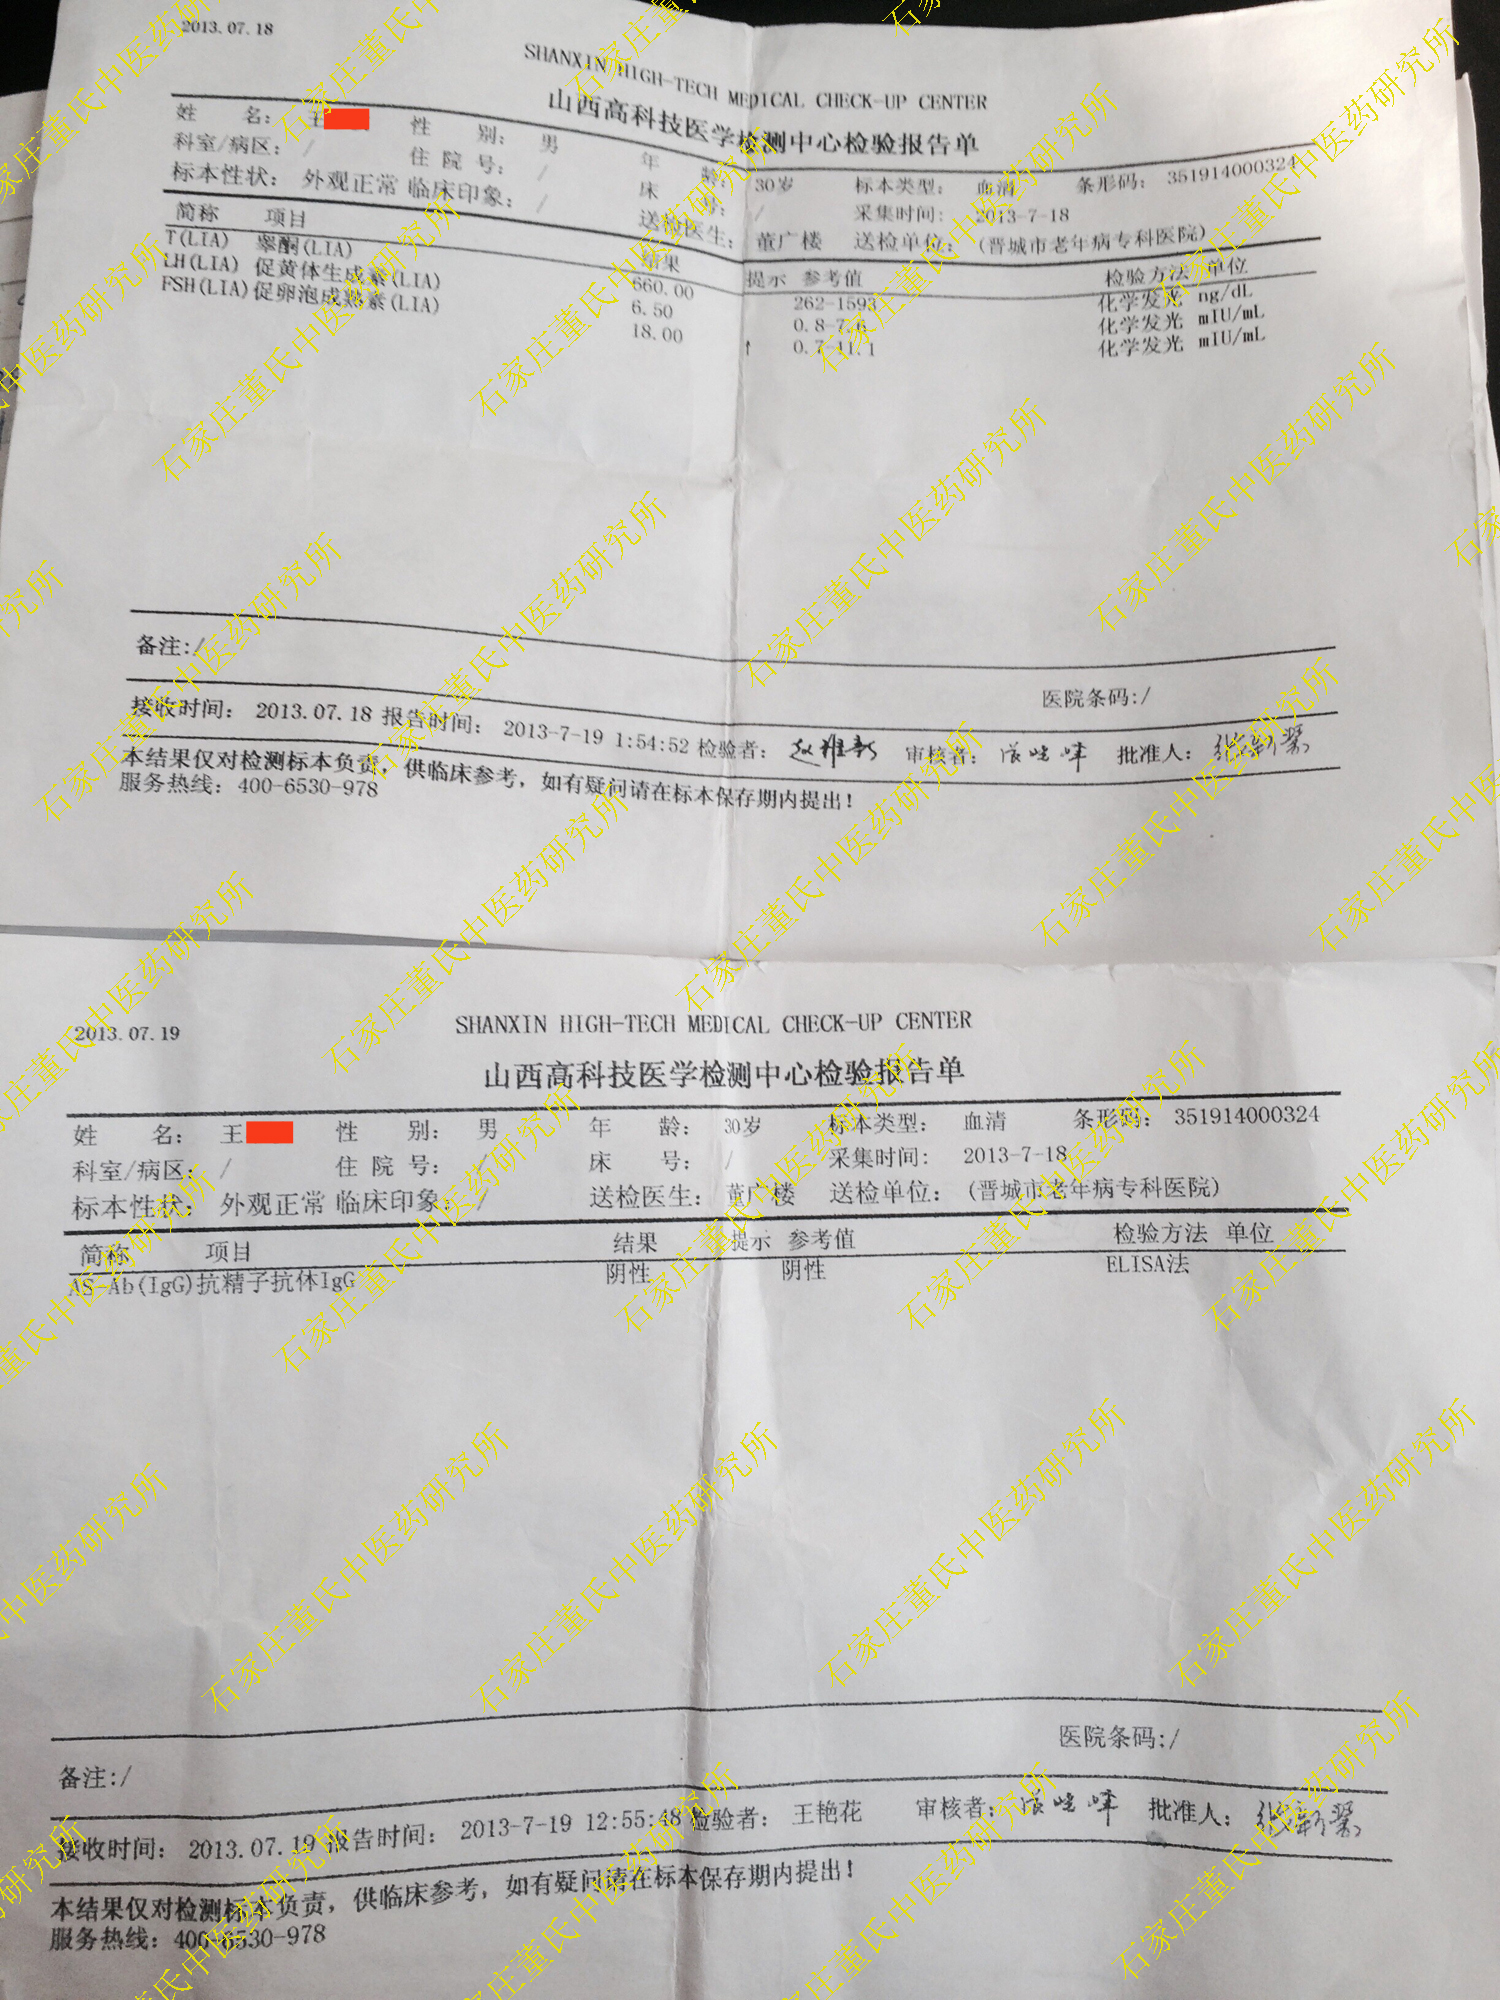 2013.07.18
SHANXIN HIGH-TECH MEDICAL CHECK-UP CENTER
山西高科技医学检测中心检验报告单
姓 名: 王 性 别: 男 年 龄: 30岁 标本类型: 血清 条形码: 351914000324
科室/病区: / 住 院 号: / 床 号: / 采集时间: 2013-7-18
标本性状: 外观正常 临床印象: / 送检医生: 董广楼 送检单位: (晋城市老年病专科医院)
简称 项目 结果 提示 参考值 检验方法 单位
T(LIA) 睾酮(LIA) 660.00 262-1593 化学发光 ng/dL
LH(LIA) 促黄体生成素(LIA) 6.50 0.8-7.6 化学发光 mIU/mL
FSH(LIA)促卵泡成熟素(LIA) 18.00 ↑ 0.7-11.1 化学发光 mIU/mL
备注:/
医院条码:/
接收时间: 2013.07.18 报告时间: 2013-7-19 1:54:52 检验者: 审核者: 批准人:
本结果仅对检测标本负责, 供临床参考, 如有疑问请在标本保存期内提出!
服务热线: 400-6530-978
2013.07.19
SHANXIN HIGH-TECH MEDICAL CHECK-UP CENTER
山西高科技医学检测中心检验报告单
姓 名: 王 性 别: 男 年 龄: 30岁 标本类型: 血清 条形码: 351914000324
科室/病区: / 住 院 号: / 床 号: / 采集时间: 2013-7-18
标本性状: 外观正常 临床印象: / 送检医生: 董广楼 送检单位: (晋城市老年病专科医院)
简称 项目 结果 提示 参考值 检验方法 单位
AS-Ab(IgG)抗精子抗体IgG 阴性 阴性 ELISA法
医院条码:/
备注:/
接收时间: 2013.07.19 报告时间: 2013-7-19 12:55:48 检验者: 王艳花 审核者: 批准人:
本结果仅对检测标本负责, 供临床参考, 如有疑问请在标本保存期内提出!
服务热线: 400-6530-978
石家庄董氏中医药研究所